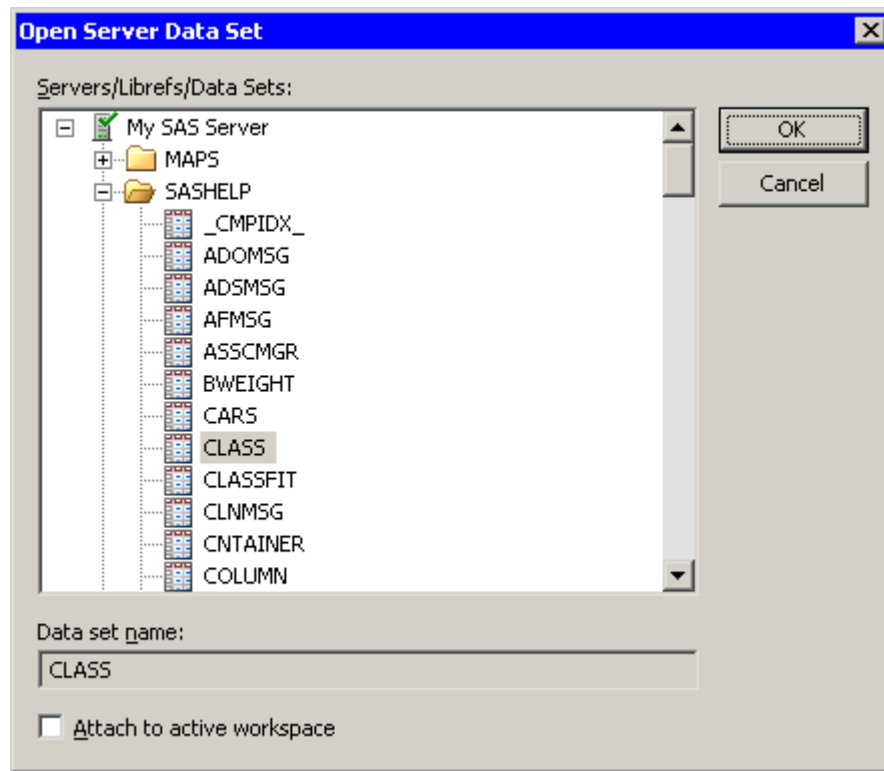 Open Server Data Set
Servers/Librefs/Data Sets:
My SAS Server
MAPS
SASHELP
_CMPIDX_
ADOMSG
ADSMSG
AFMSG
ASSCMGR
BWEIGHT
CARS
CLASS
CLASSFIT
CLNMSG
CNTAINER
COLUMN
OK
Cancel
Data set name:
CLASS
Attach to active workspace